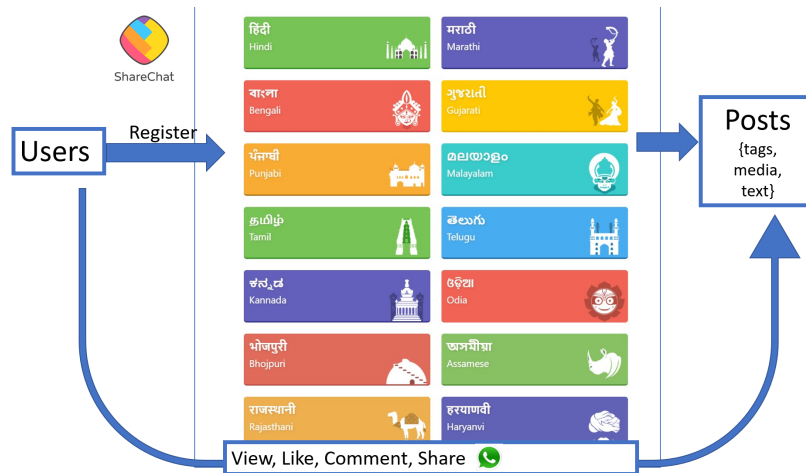 ShareChat
Users
Register
हिंदी
Hindi
मराठी
Marathi
বাংলা
Bengali
ગુજરાતી
Gujarati
ਪੰਜਾਬੀ
Punjabi
മലയാളം
Malayalam
தமிழ்
Tamil
తెలుగు
Telugu
ಕನ್ನಡ
Kannada
ଓଡ଼ିଆ
Odia
भोजपुरी
Bhojpuri
অসমীয়া
Assamese
राजस्थानी
Rajasthani
हरयाणवी
Haryanvi
Posts
{tags,
media,
text}
View, Like, Comment, Share